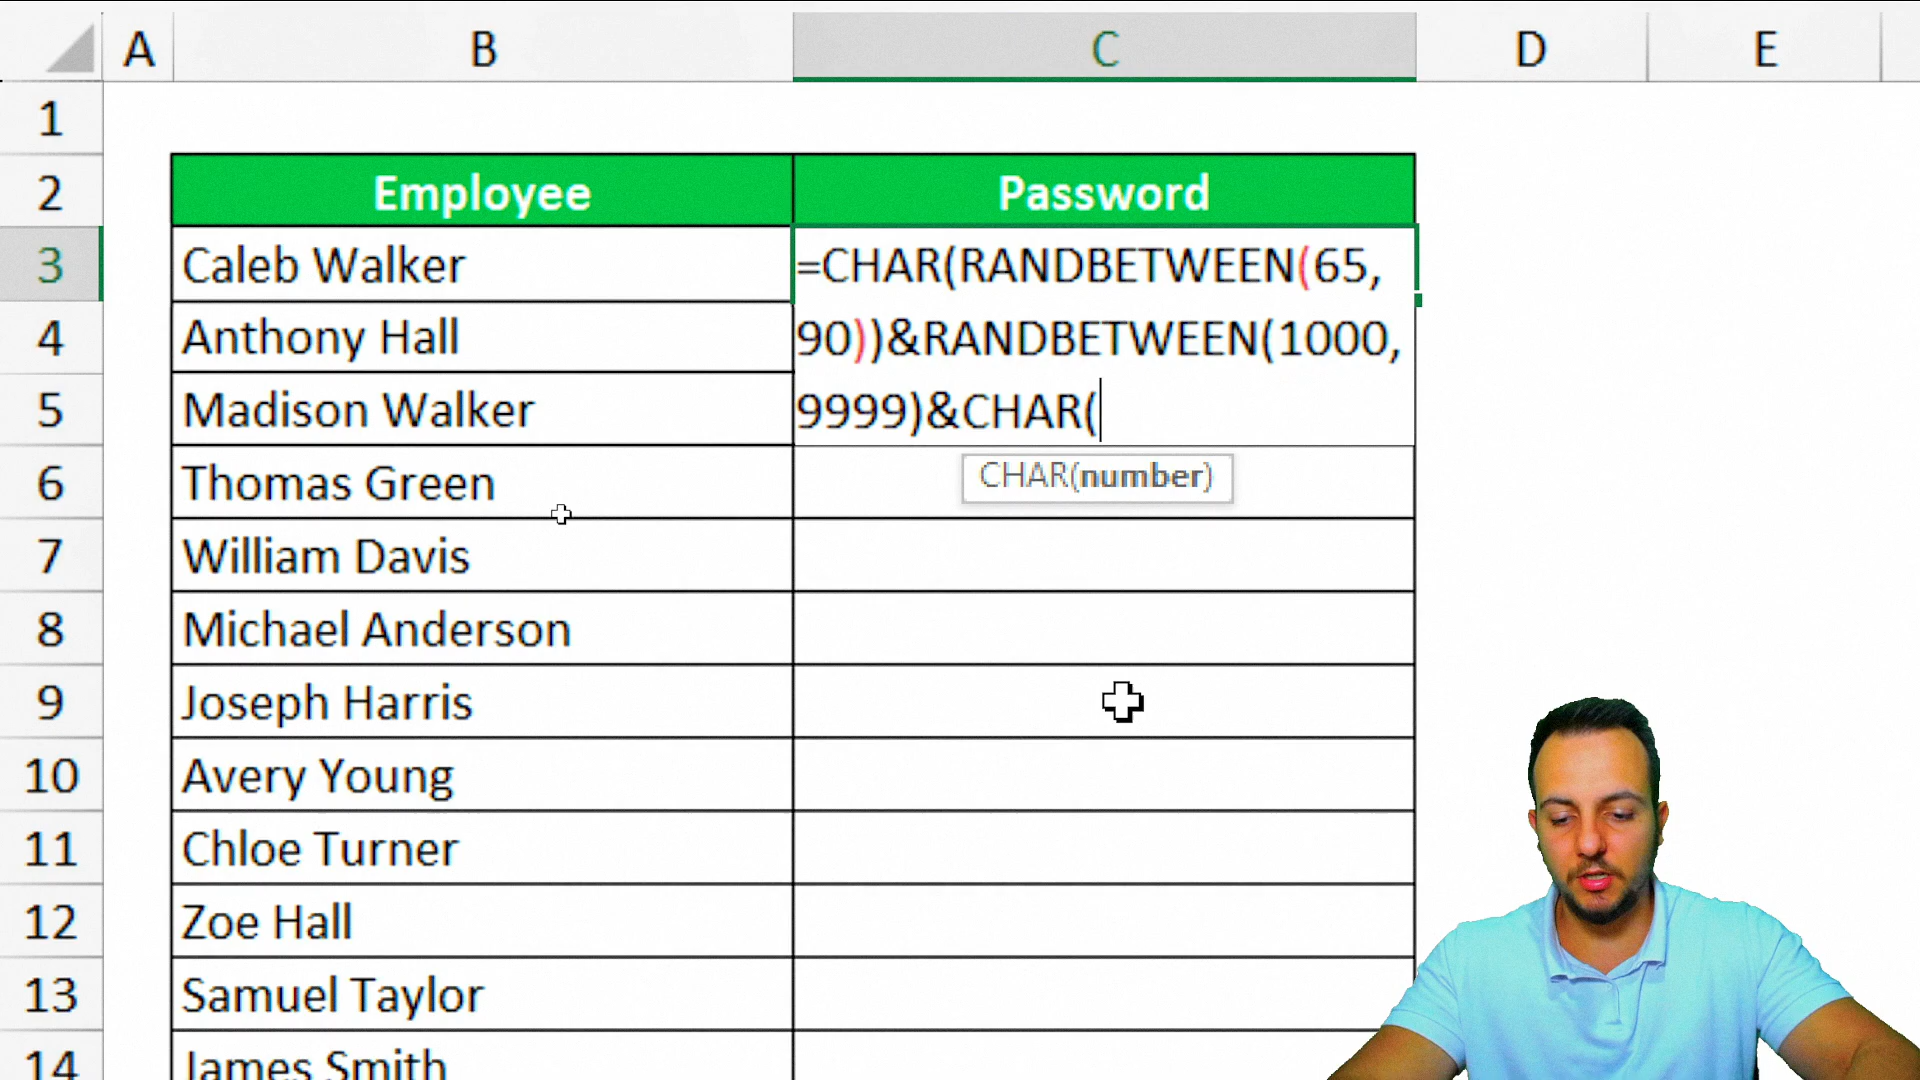 A B C D E
1
2 Employee Password
3 Caleb Walker =CHAR(RANDBETWEEN(65,
4 Anthony Hall 90))&RANDBETWEEN(1000,
5 Madison Walker 9999)&CHAR(
6 Thomas Green CHAR(number)
7 William Davis
8 Michael Anderson
9 Joseph Harris
10 Avery Young
11 Chloe Turner
12 Zoe Hall
13 Samuel Taylor
14 James Smith